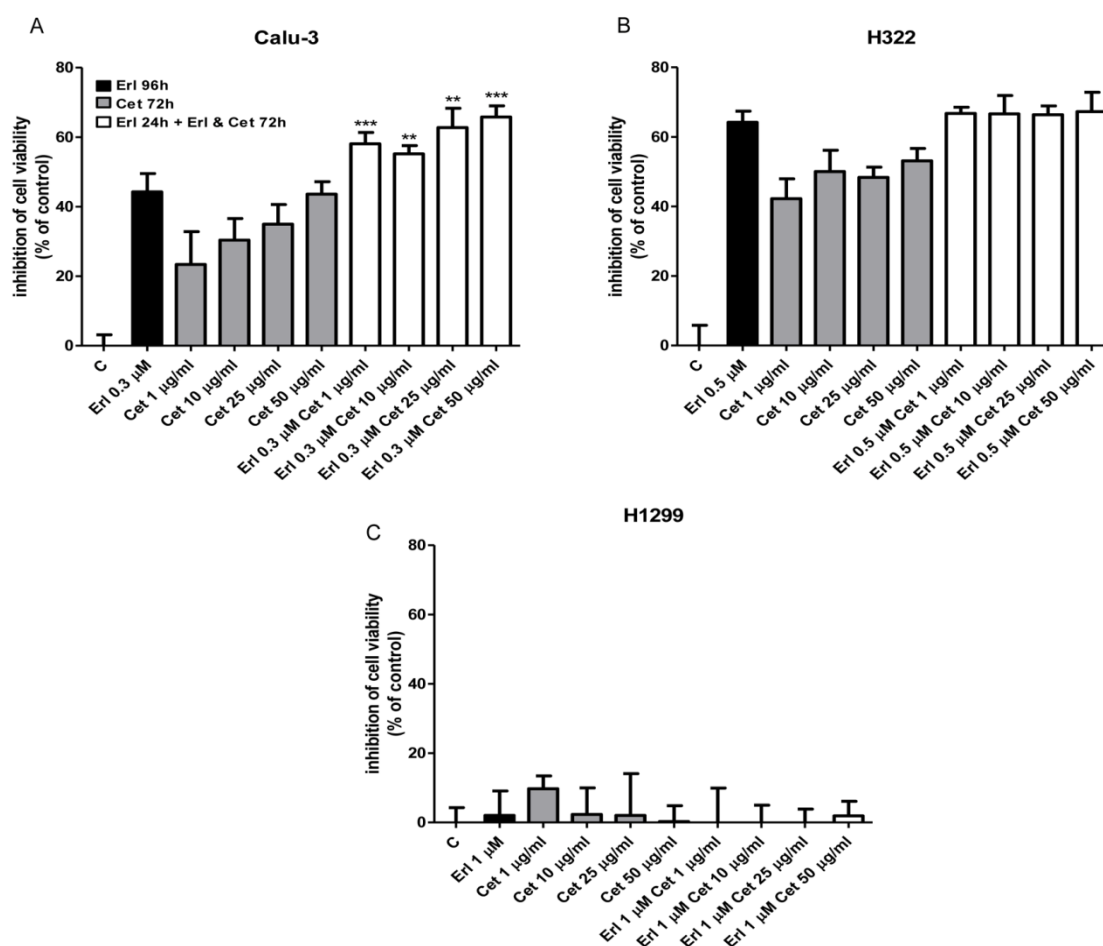 A
Calu-3
inhibition of cell viability
(% of control)
80
60
40
20
0
Erl 96h
Cet 72h
Erl 24h + Erl & Cet 72h
***
**
**
***
C
Erl 0.3 μM
Cet 1 μg/ml
Cet 10 μg/ml
Cet 25 μg/ml
Cet 50 μg/ml
Erl 0.3 μM Cet 1 μg/ml
Erl 0.3 μM Cet 10 μg/ml
Erl 0.3 μM Cet 25 μg/ml
Erl 0.3 μM Cet 50 μg/ml
B
H322
inhibition of cell viability
(% of control)
80
60
40
20
0
C
Erl 0.5 μM
Cet 1 μg/ml
Cet 10 μg/ml
Cet 25 μg/ml
Cet 50 μg/ml
Erl 0.5 μM Cet 1 μg/ml
Erl 0.5 μM Cet 10 μg/ml
Erl 0.5 μM Cet 25 μg/ml
Erl 0.5 μM Cet 50 μg/ml
C
H1299
inhibition of cell viability
(% of control)
80
60
40
20
0
C
Erl 1 μM
Cet 1 μg/ml
Cet 10 μg/ml
Cet 25 μg/ml
Cet 50 μg/ml
Erl 1 μM Cet 1 μg/ml
Erl 1 μM Cet 10 μg/ml
Erl 1 μM Cet 25 μg/ml
Erl 1 μM Cet 50 μg/ml